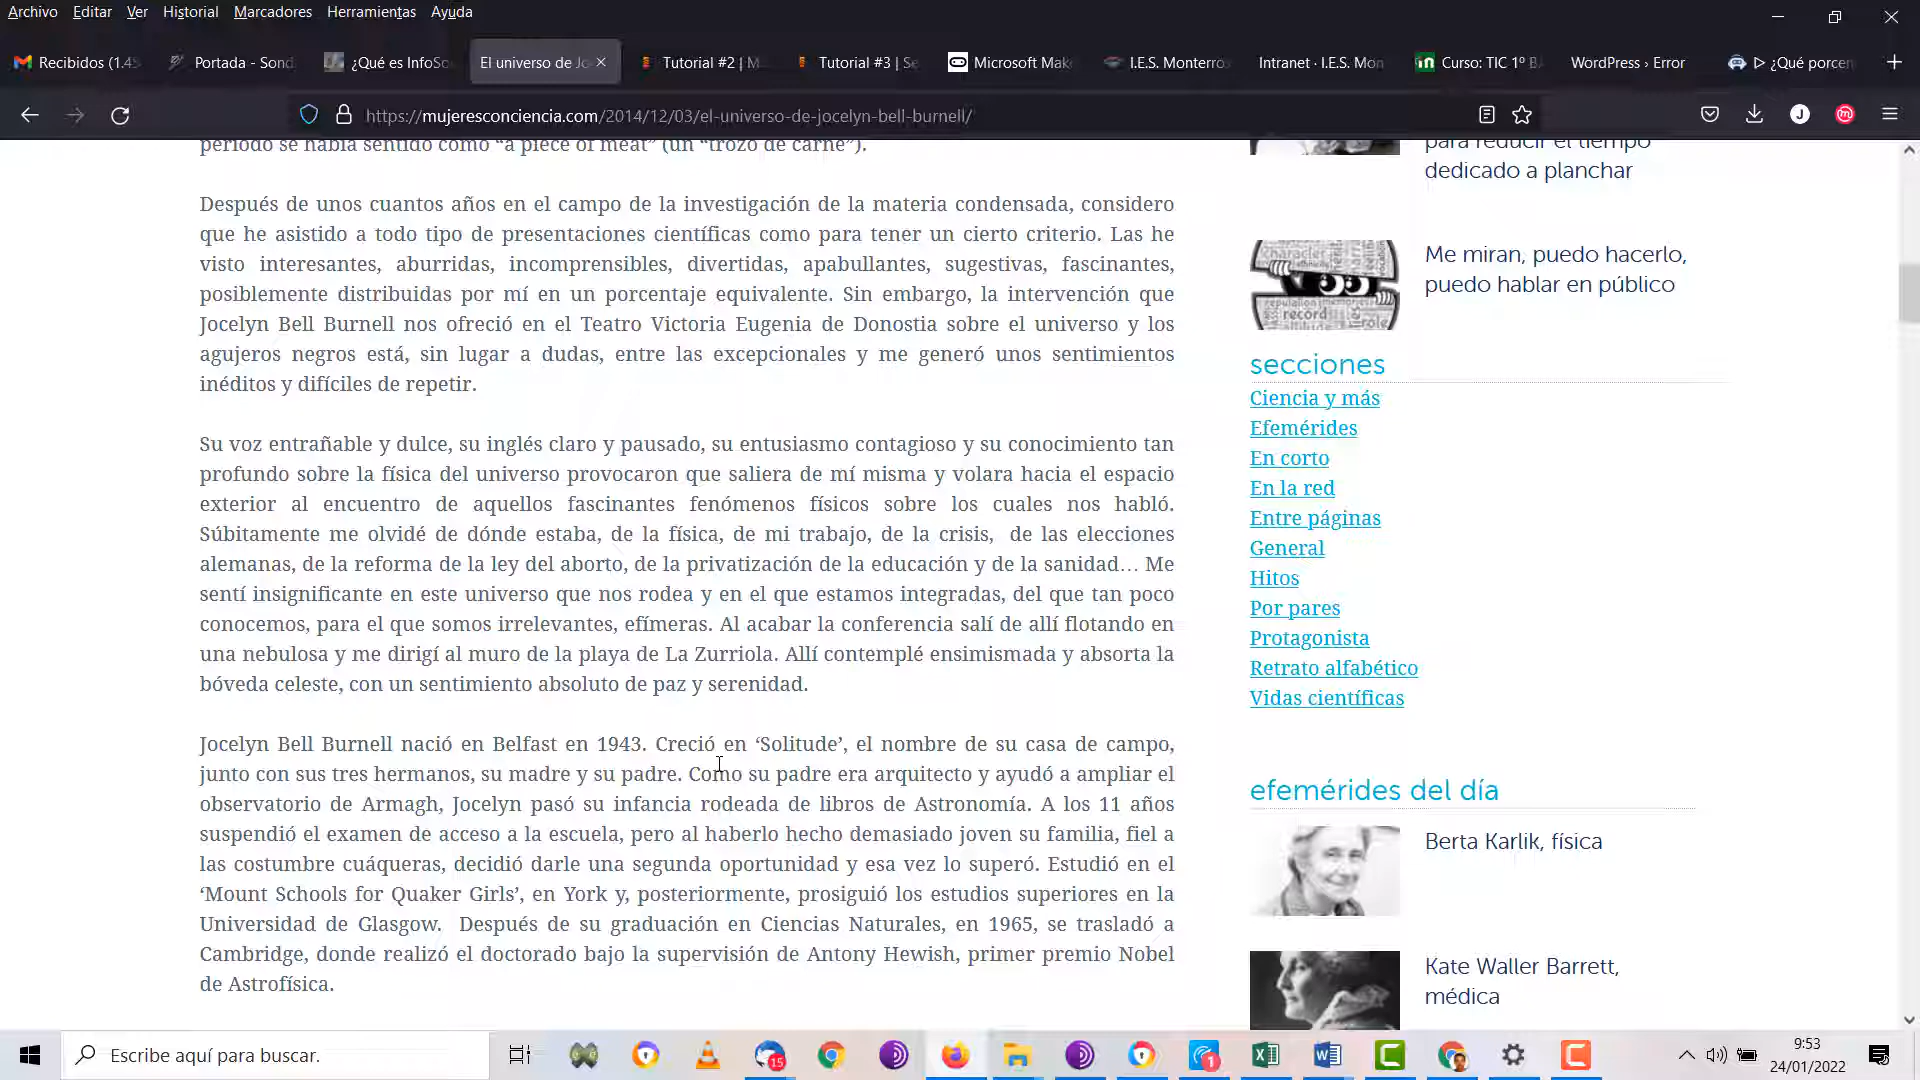 Archivo Editar Ver Historial Marcadores Herramientas Ayuda
Recibidos (1.45 Portada - Sond ¿Qué es InfoSo El universo de Jo Tutorial #2 | M Tutorial #3 | Se Microsoft Mak I.E.S. Monterro Intranet · I.E.S. Mon Curso: TIC 1º BA WordPress › Error ▷ ¿Qué porcen
https://mujeresconciencia.com/2014/12/03/el-universo-de-jocelyn-bell-burnell/
período se había sentido como “a piece of meat” (un “trozo de carne”).
Después de unos cuantos años en el campo de la investigación de la materia condensada, considero
que he asistido a todo tipo de presentaciones científicas como para tener un cierto criterio. Las he
visto interesantes, aburridas, incomprensibles, divertidas, apabullantes, sugestivas, fascinantes,
posiblemente distribuidas por mí en un porcentaje equivalente. Sin embargo, la intervención que
Jocelyn Bell Burnell nos ofreció en el Teatro Victoria Eugenia de Donostia sobre el universo y los
agujeros negros está, sin lugar a dudas, entre las excepcionales y me generó unos sentimientos
inéditos y difíciles de repetir.
Su voz entrañable y dulce, su inglés claro y pausado, su entusiasmo contagioso y su conocimiento tan
profundo sobre la física del universo provocaron que saliera de mí misma y volara hacia el espacio
exterior al encuentro de aquellos fascinantes fenómenos físicos sobre los cuales nos habló.
Súbitamente me olvidé de dónde estaba, de la física, de mi trabajo, de la crisis, de las elecciones
alemanas, de la reforma de la ley del aborto, de la privatización de la educación y de la sanidad… Me
sentí insignificante en este universo que nos rodea y en el que estamos integradas, del que tan poco
conocemos, para el que somos irrelevantes, efímeras. Al acabar la conferencia salí de allí flotando en
una nebulosa y me dirigí al muro de la playa de La Zurriola. Allí contemplé ensimismada y absorta la
bóveda celeste, con un sentimiento absoluto de paz y serenidad.
Jocelyn Bell Burnell nació en Belfast en 1943. Creció en ‘Solitude’, el nombre de su casa de campo,
junto con sus tres hermanos, su madre y su padre. Como su padre era arquitecto y ayudó a ampliar el
observatorio de Armagh, Jocelyn pasó su infancia rodeada de libros de Astronomía. A los 11 años
suspendió el examen de acceso a la escuela, pero al haberlo hecho demasiado joven su familia, fiel a
las costumbre cuáqueras, decidió darle una segunda oportunidad y esa vez lo superó. Estudió en el
‘Mount Schools for Quaker Girls’, en York y, posteriormente, prosiguió los estudios superiores en la
Universidad de Glasgow. Después de su graduación en Ciencias Naturales, en 1965, se trasladó a
Cambridge, donde realizó el doctorado bajo la supervisión de Antony Hewish, primer premio Nobel
de Astrofísica.
para reducir el tiempo
dedicado a planchar
character
record
Me miran, puedo hacerlo,
puedo hablar en público
secciones
Ciencia y más
Efemérides
En corto
En la red
Entre páginas
General
Hitos
Por pares
Protagonista
Retrato alfabético
Vidas científicas
efemérides del día
Berta Karlik, física
Kate Waller Barrett,
médica
Escribe aquí para buscar.
15
1
9:53
24/01/2022